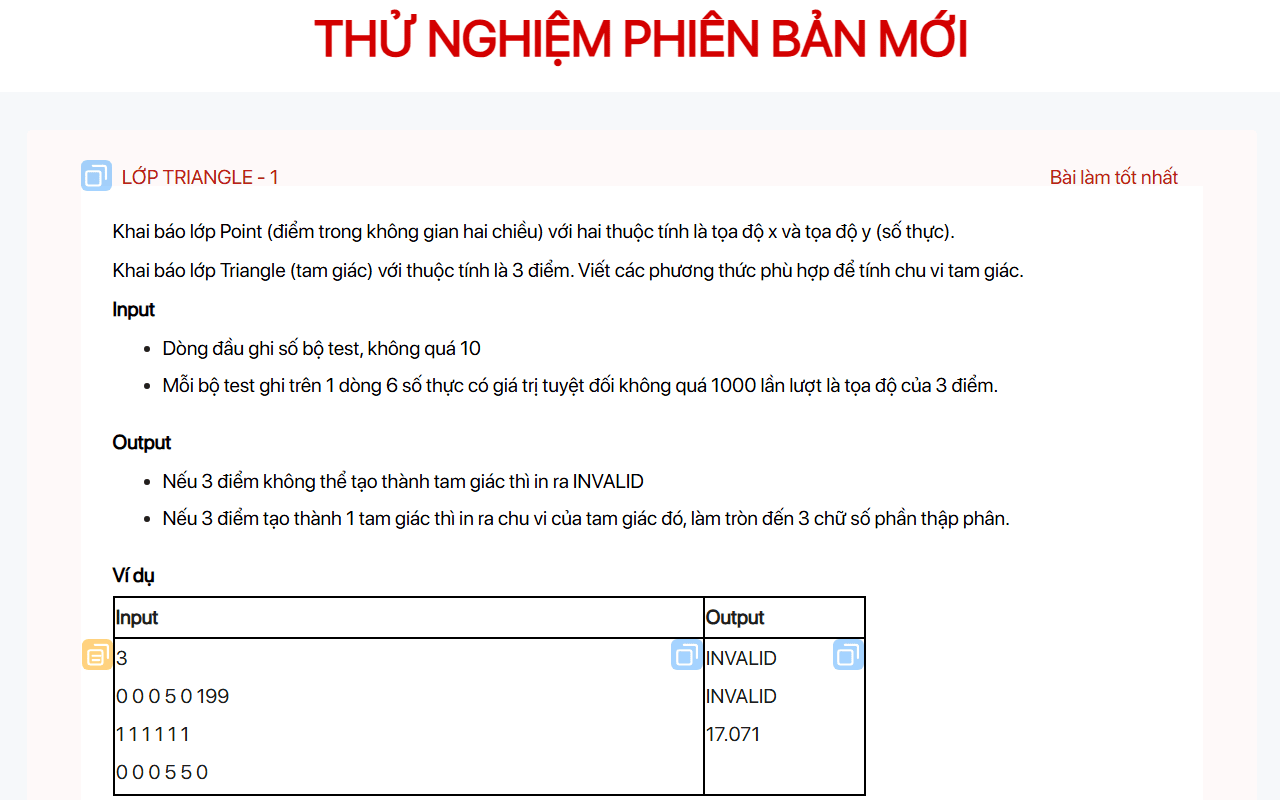 THỬ NGHIỆM PHIÊN BẢN MỚI
LỚP TRIANGLE - 1
Bài làm tốt nhất
Khai báo lớp Point (điểm trong không gian hai chiều) với hai thuộc tính là tọa độ x và tọa độ y (số thực).
Khai báo lớp Triangle (tam giác) với thuộc tính là 3 điểm. Viết các phương thức phù hợp để tính chu vi tam giác.
Input
Dòng đầu ghi số bộ test, không quá 10
Mỗi bộ test ghi trên 1 dòng 6 số thực có giá trị tuyệt đối không quá 1000 lần lượt là tọa độ của 3 điểm.
Output
Nếu 3 điểm không thể tạo thành tam giác thì in ra INVALID
Nếu 3 điểm tạo thành 1 tam giác thì in ra chu vi của tam giác đó, làm tròn đến 3 chữ số phần thập phân.
Ví dụ
Input Output
3 INVALID
0 0 0 5 0 199 INVALID
1 1 1 1 1 1 17.071
0 0 0 5 5 0